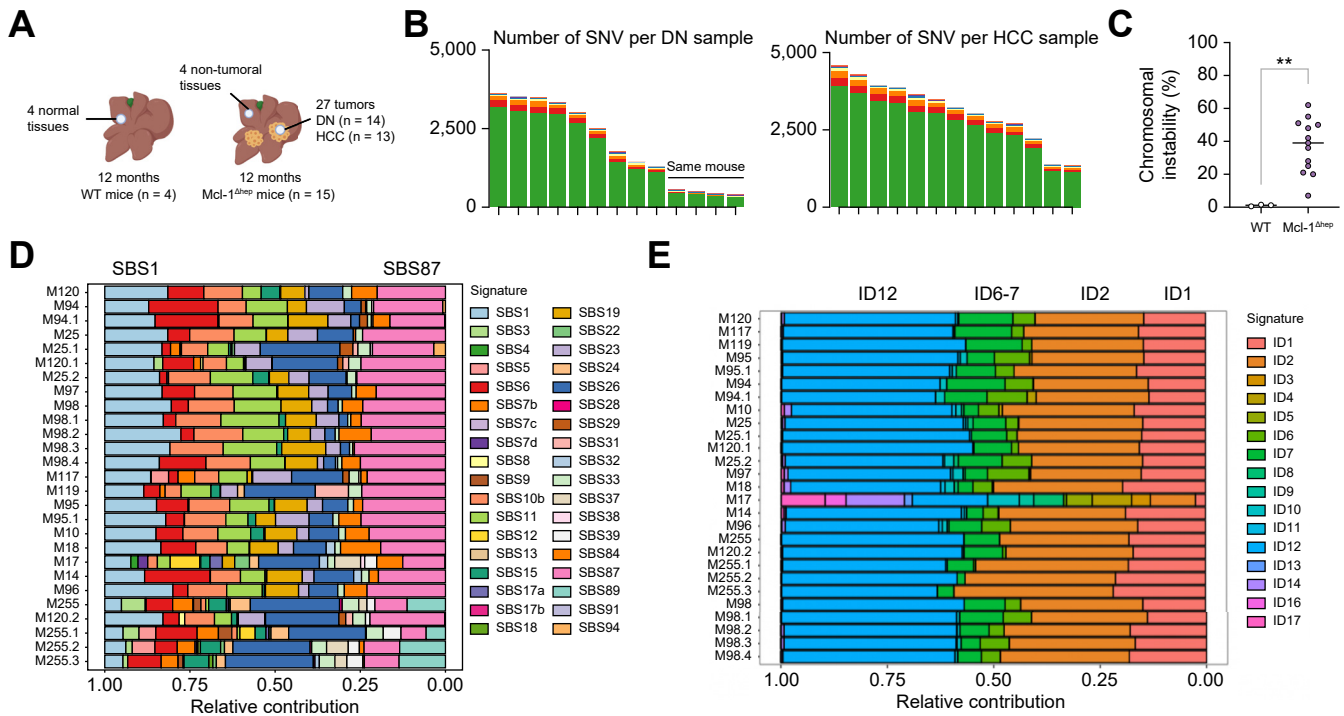 A
4 normal
tissues
4 non-tumoral
tissues
27 tumors
DN (n = 14)
HCC (n = 13)
12 months
WT mice (n = 4)
12 months
Mcl-1Δhep mice (n = 15)
B
Number of SNV per DN sample
5,000
2,500
0
Same mouse
Number of SNV per HCC sample
5,000
2,500
0
C
Chromosomal
instability (%)
100
80
60
40
20
0
**
WT
Mcl-1Δhep
D
SBS1
SBS87
M120
M94
M94.1
M25
M25.1
M120.1
M25.2
M97
M98
M98.1
M98.2
M98.3
M98.4
M117
M119
M95
M95.1
M10
M18
M17
M14
M96
M255
M120.2
M255.1
M255.2
M255.3
1.00
0.75
0.50
0.25
0.00
Relative contribution
Signature
SBS1
SBS3
SBS4
SBS5
SBS6
SBS7b
SBS7c
SBS7d
SBS8
SBS9
SBS10b
SBS11
SBS12
SBS13
SBS15
SBS17a
SBS17b
SBS18
SBS19
SBS22
SBS23
SBS24
SBS26
SBS28
SBS29
SBS31
SBS32
SBS33
SBS37
SBS38
SBS39
SBS84
SBS87
SBS89
SBS91
SBS94
E
ID12
ID6-7
ID2
ID1
M120
M117
M119
M95
M95.1
M94
M94.1
M10
M25
M25.1
M120.1
M25.2
M97
M18
M17
M14
M96
M255
M120.2
M255.1
M255.2
M255.3
M98
M98.1
M98.2
M98.3
M98.4
1.00
0.75
0.50
0.25
0.00
Relative contribution
Signature
ID1
ID2
ID3
ID4
ID5
ID6
ID7
ID8
ID9
ID10
ID11
ID12
ID13
ID14
ID16
ID17